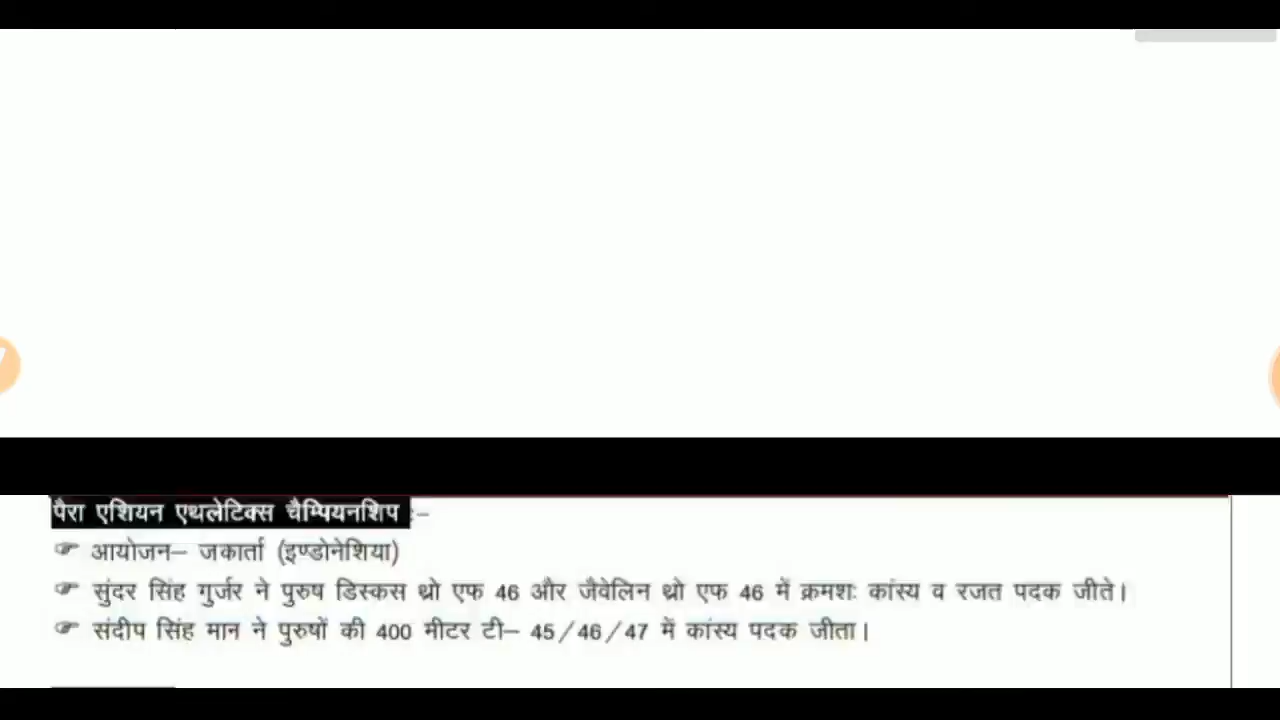 पैरा एशियन एथलेटिक्स चैम्पियनशिप :–
☞ आयोजन– जकार्ता (इण्डोनेशिया)
☞ सुंदर सिंह गुर्जर ने पुरुष डिस्कस थ्रो एफ 46 और जैवेलिन थ्रो एफ 46 में क्रमशः कांस्य व रजत पदक जीते।
☞ संदीप सिंह मान ने पुरुषों की 400 मीटर टी– 45/46/47 में कांस्य पदक जीता।